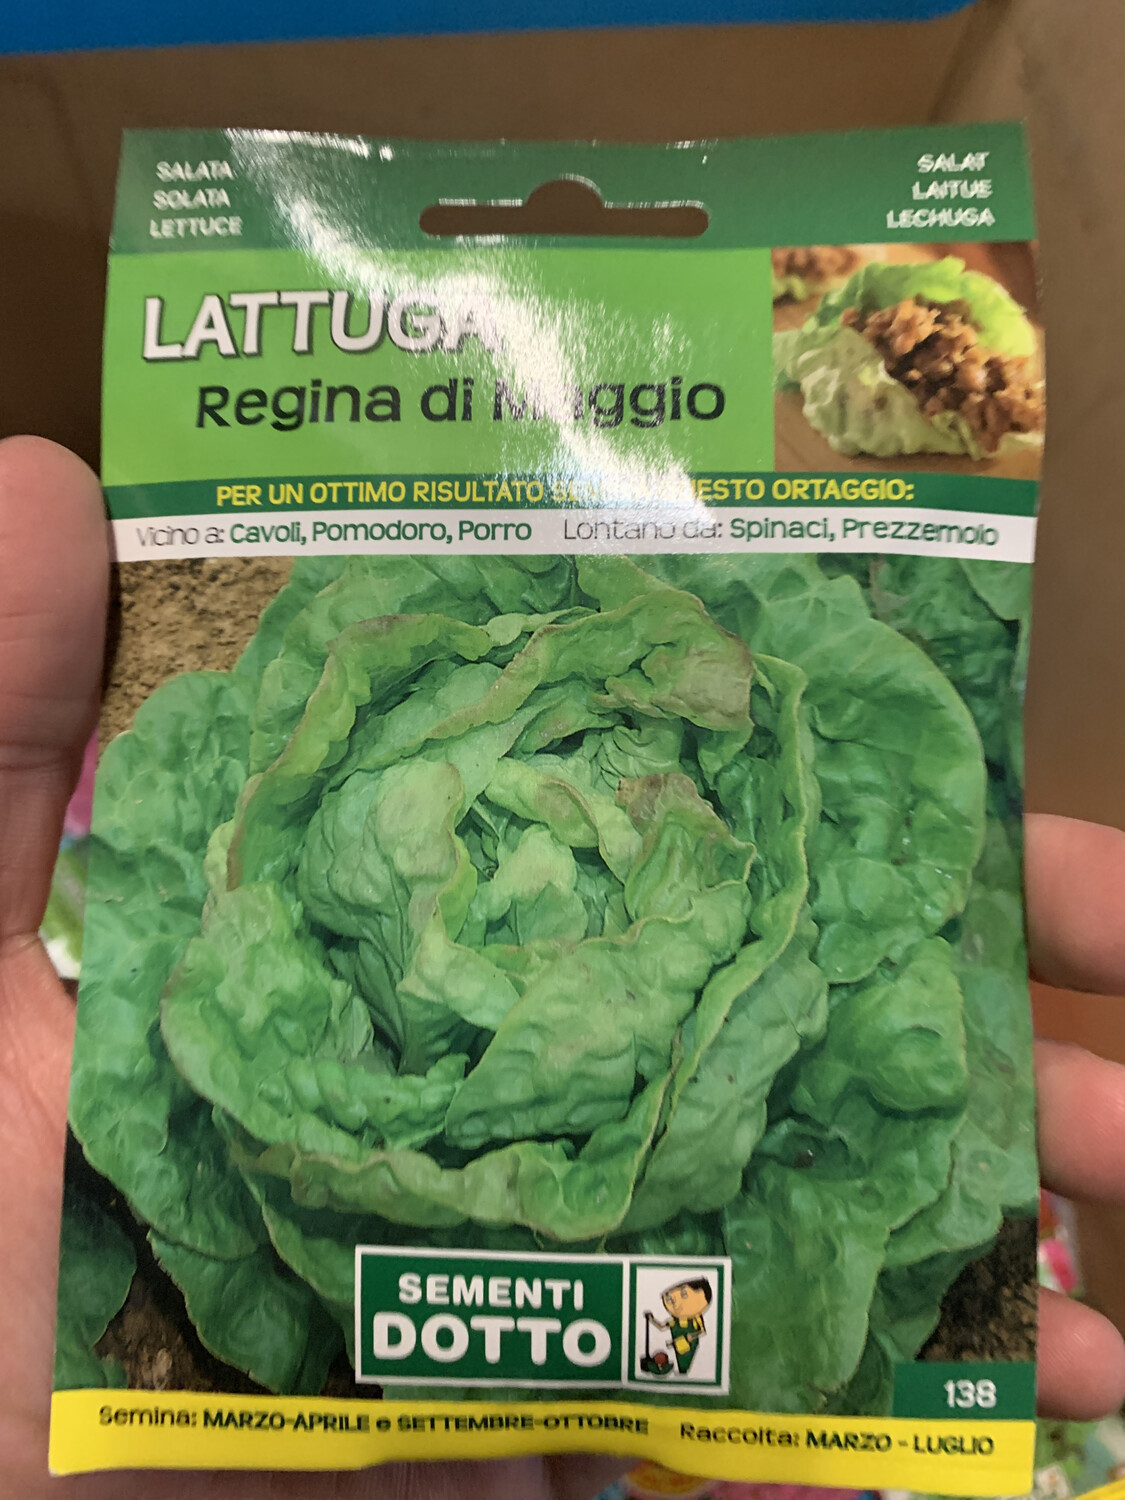 SALATA
SOLATA
LETTUCE
SALAT
LAITUE
LECHUGA
LATTUGA
Regina di Maggio
PER UN OTTIMO RISULTATO ORTAGGIO:
Vicino a: Cavoli, Pomodoro, Porro Lontano da: Spinaci, Prezzemolo
SEMENTI
DOTTO
138
Semina: MARZO-APRILE e SETTEMBRE-OTTOBRE Raccolta: MARZO - LUGLIO